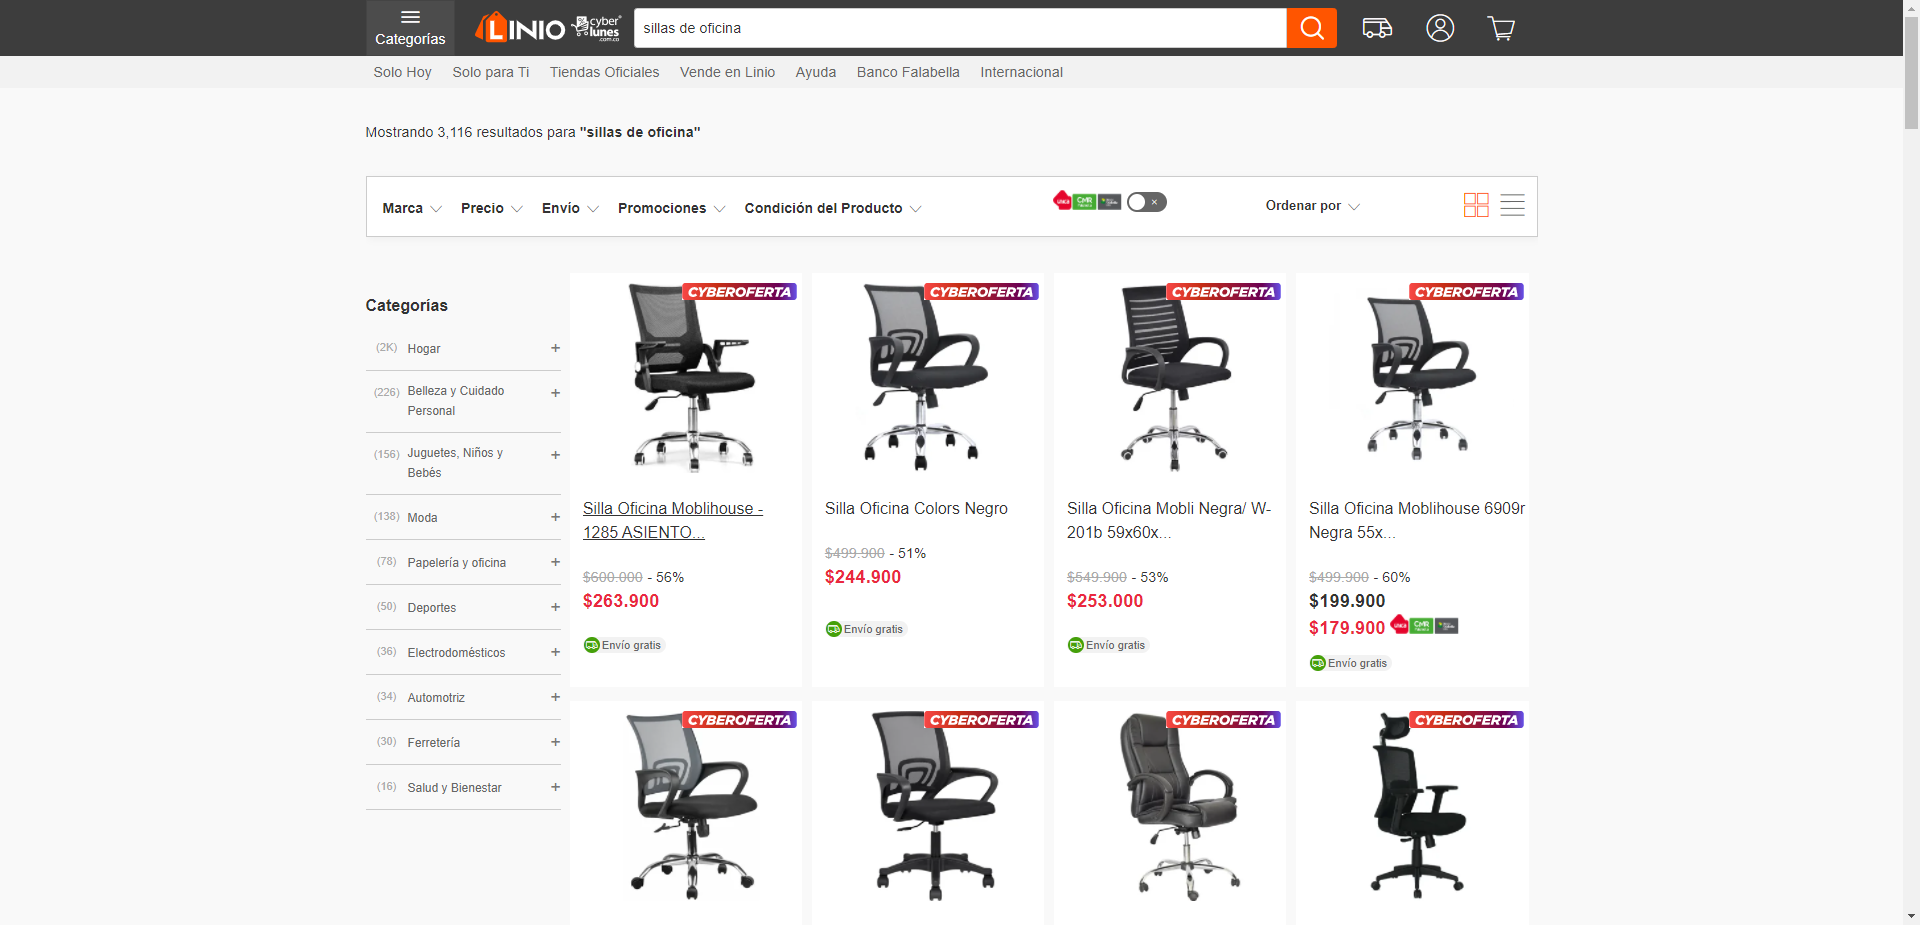 Categorías
LINIO
cyber
lunes
.com.co
sillas de oficina
Solo Hoy
Solo para Ti
Tiendas Oficiales
Vende en Linio
Ayuda
Banco Falabella
Internacional
Mostrando 3,116 resultados para "sillas de oficina"
Marca
Precio
Envío
Promociones
Condición del Producto
CMR
Ordenar por
Categorías
(2K) Hogar +
(226) Belleza y Cuidado +
Personal
(156) Juguetes, Niños y +
Bebés
(138) Moda +
(78) Papelería y oficina +
(50) Deportes +
(36) Electrodomésticos +
(34) Automotriz +
(30) Ferretería +
(16) Salud y Bienestar +
CYBEROFERTA
Silla Oficina Moblihouse -
1285 ASIENTO...
$600.000 - 56%
$263.900
Envío gratis
CYBEROFERTA
Silla Oficina Colors Negro
$499.900 - 51%
$244.900
Envío gratis
CYBEROFERTA
Silla Oficina Mobli Negra/ W-
201b 59x60x...
$549.900 - 53%
$253.000
Envío gratis
CYBEROFERTA
Silla Oficina Moblihouse 6909r
Negra 55x...
$499.900 - 60%
$199.900
$179.900 CMR
Envío gratis
CYBEROFERTA
CYBEROFERTA
CYBEROFERTA
CYBEROFERTA